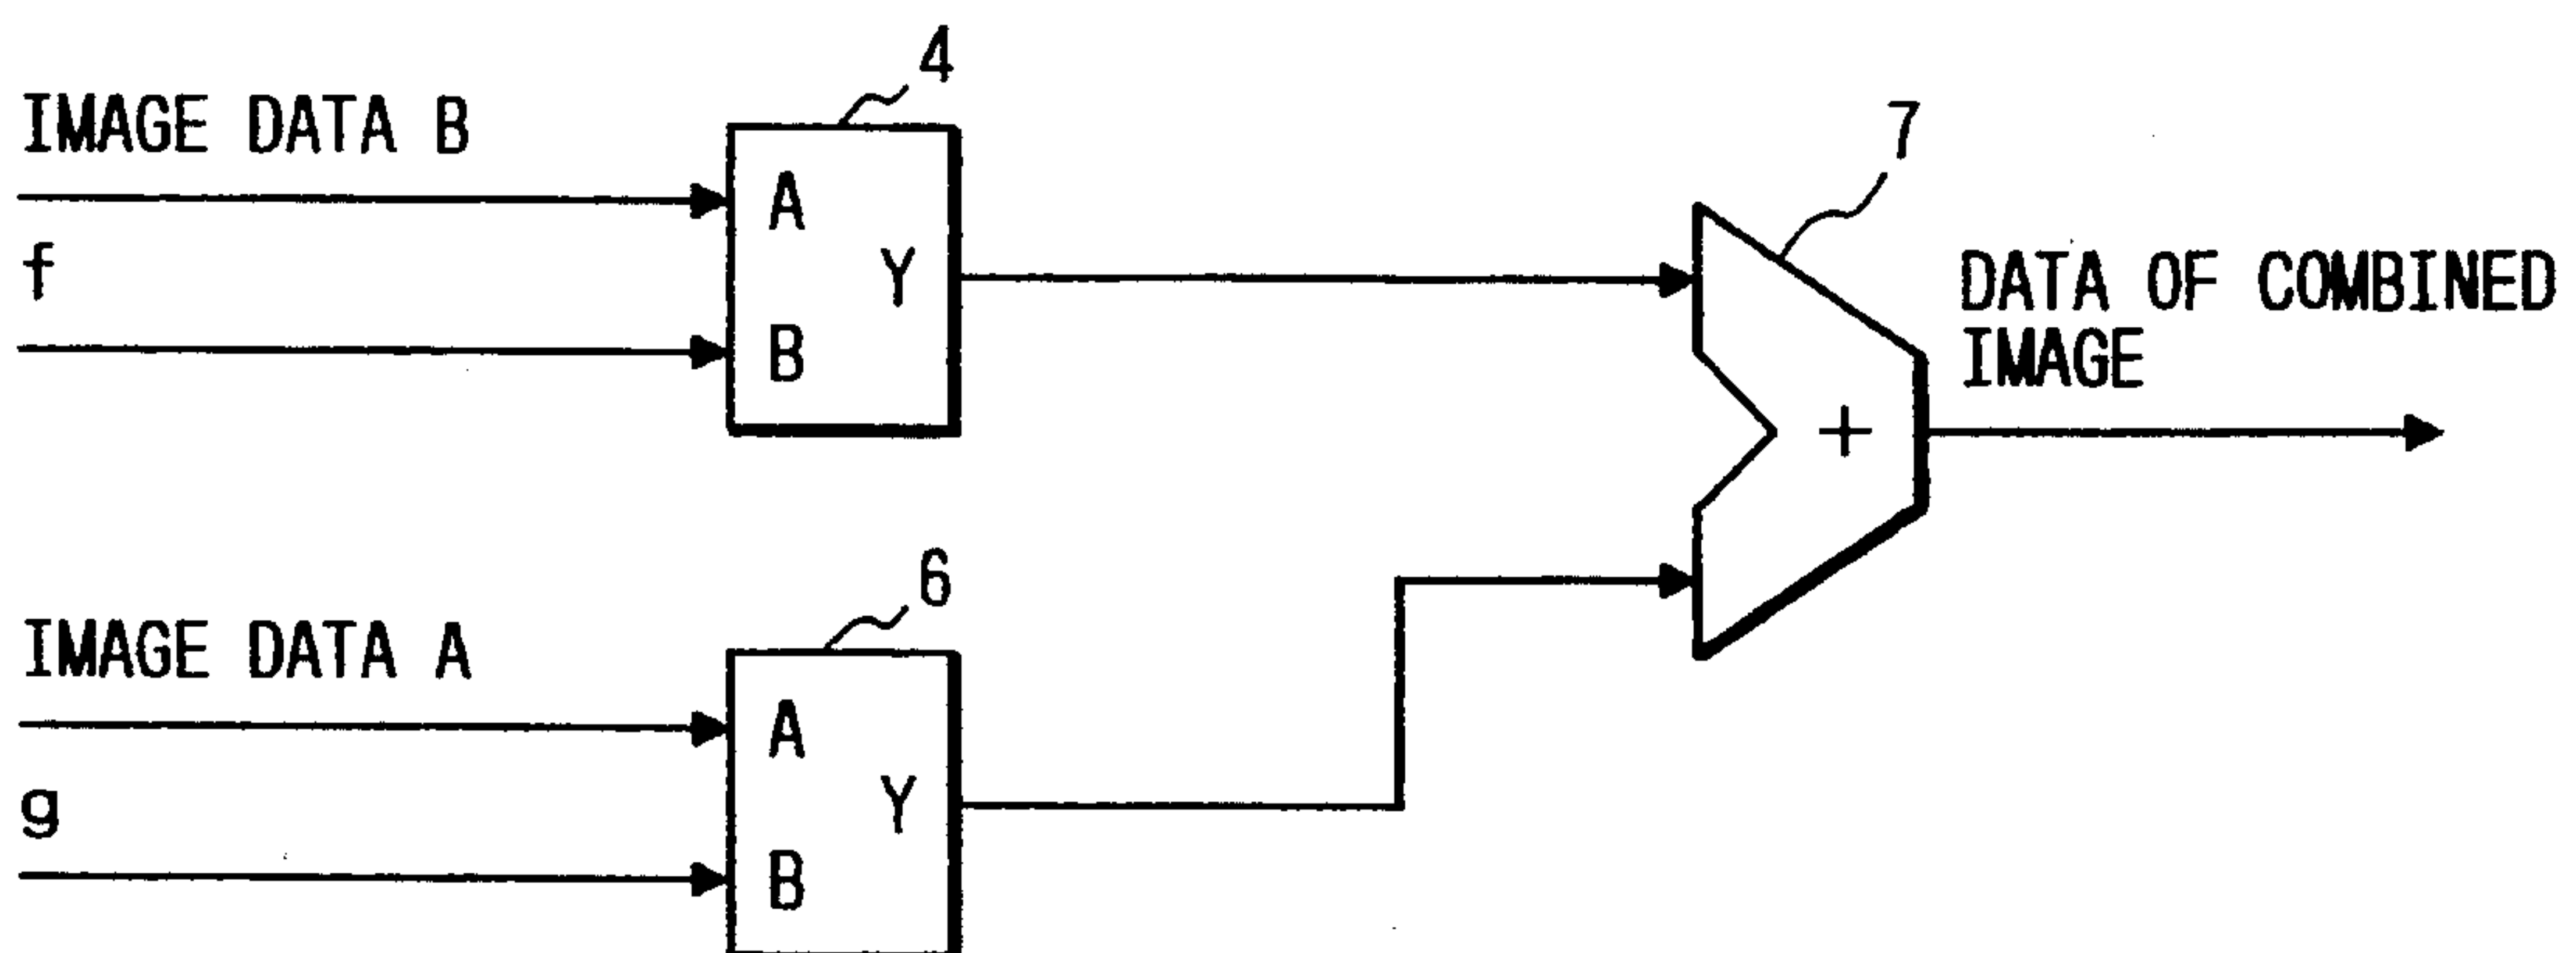 4
IMAGE DATA B
7
A
f
Y
DATA OF COMBINED
IMAGE
B
+
6
IMAGE DATA A
A
Y
g
B